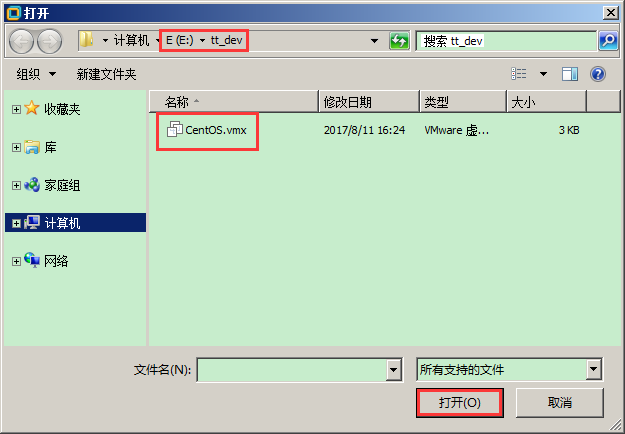 打开
计算机 E (E:) tt_dev 搜索 tt_dev
组织 新建文件夹
名称 修改日期 类型 大小
收藏夹
CentOS.vmx 2017/8/11 16:24 VMware 虚... 3 KB
库
家庭组
计算机
网络
文件名(N): 所有支持的文件
打开(O) 取消